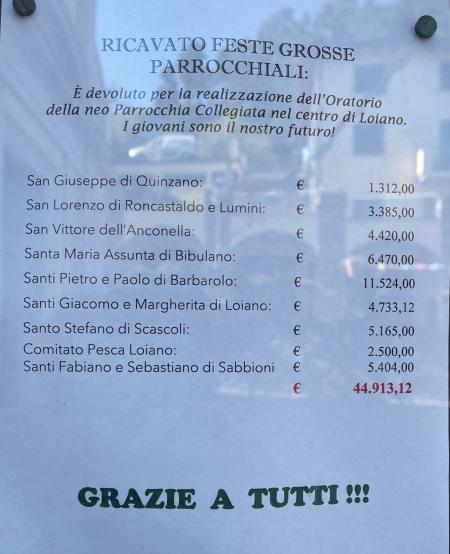 RICAVATO FESTE GROSSE
PARROCCHIALI:
È devoluto per la realizzazione dell'Oratorio
della neo Parrocchia Collegiata nel centro di Loiano.
I giovani sono il nostro futuro!
San Giuseppe di Quinzano: € 1.312,00
San Lorenzo di Roncastaldo e Lumini: € 3.385,00
San Vittore dell'Anconella: € 4.420,00
Santa Maria Assunta di Bibulano: € 6.470,00
Santi Pietro e Paolo di Barbarolo: € 11.524,00
Santi Giacomo e Margherita di Loiano: € 4.733,12
Santo Stefano di Scascoli: € 5.165,00
Comitato Pesca Loiano: € 2.500,00
Santi Fabiano e Sebastiano di Sabbioni € 5.404,00
€ 44.913,12
GRAZIE A TUTTI !!!